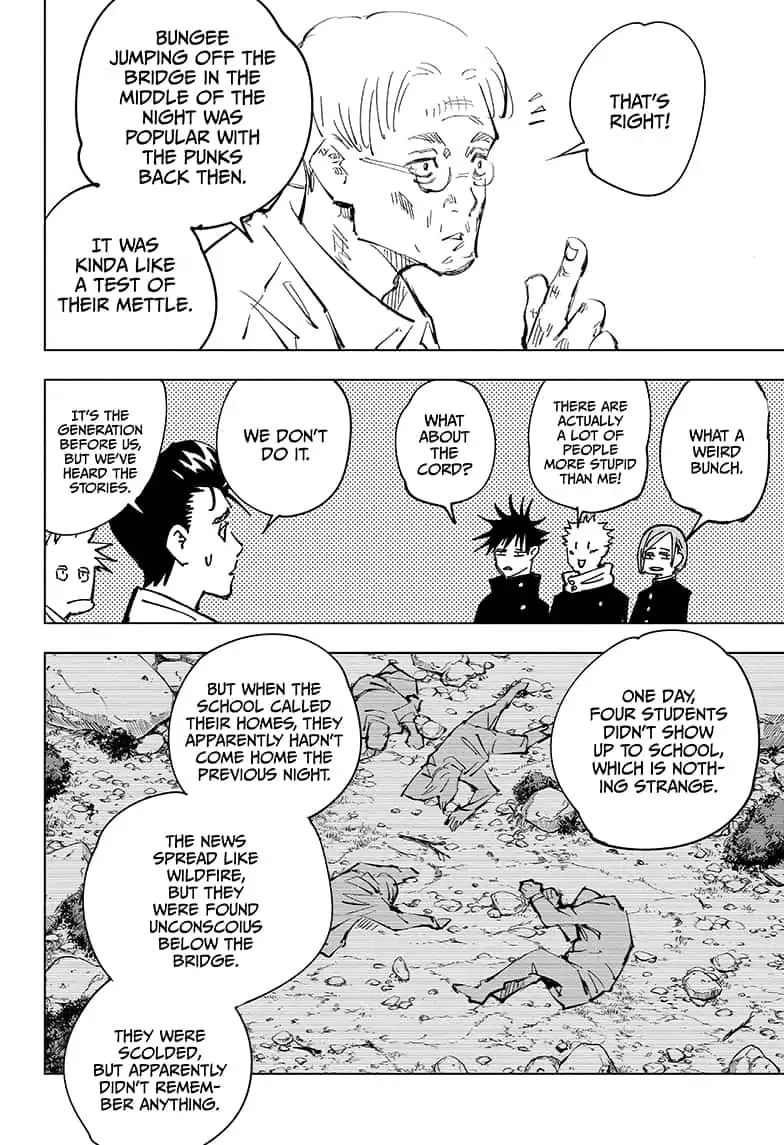 THAT'S
RIGHT!
BUNGEE
JUMPING OFF THE
BRIDGE IN THE
MIDDLE OF THE
NIGHT WAS
POPULAR WITH
THE PUNKS
BACK THEN.
IT WAS
KINDA LIKE
A TEST OF
THEIR METTLE.
WHAT A
WEIRD
BUNCH.
THERE ARE
ACTUALLY
A LOT OF
PEOPLE
MORE STUPID
THAN ME!
WHAT
ABOUT
THE
CORD?
WE DON'T
DO IT.
IT'S THE
GENERATION
BEFORE US,
BUT WE'VE
HEARD THE
STORIES.
ONE DAY,
FOUR STUDENTS
DIDN'T SHOW
UP TO SCHOOL,
WHICH IS NOTH-
ING STRANGE.
BUT WHEN THE
SCHOOL CALLED
THEIR HOMES, THEY
APPARENTLY HADN'T
COME HOME THE
PREVIOUS NIGHT.
THE NEWS
SPREAD LIKE
WILDFIRE,
BUT THEY
WERE FOUND
UNCONSCOIUS
BELOW THE
BRIDGE.
THEY WERE
SCOLDED,
BUT APPARENTLY
DIDN'T REMEM-
BER ANYTHING.